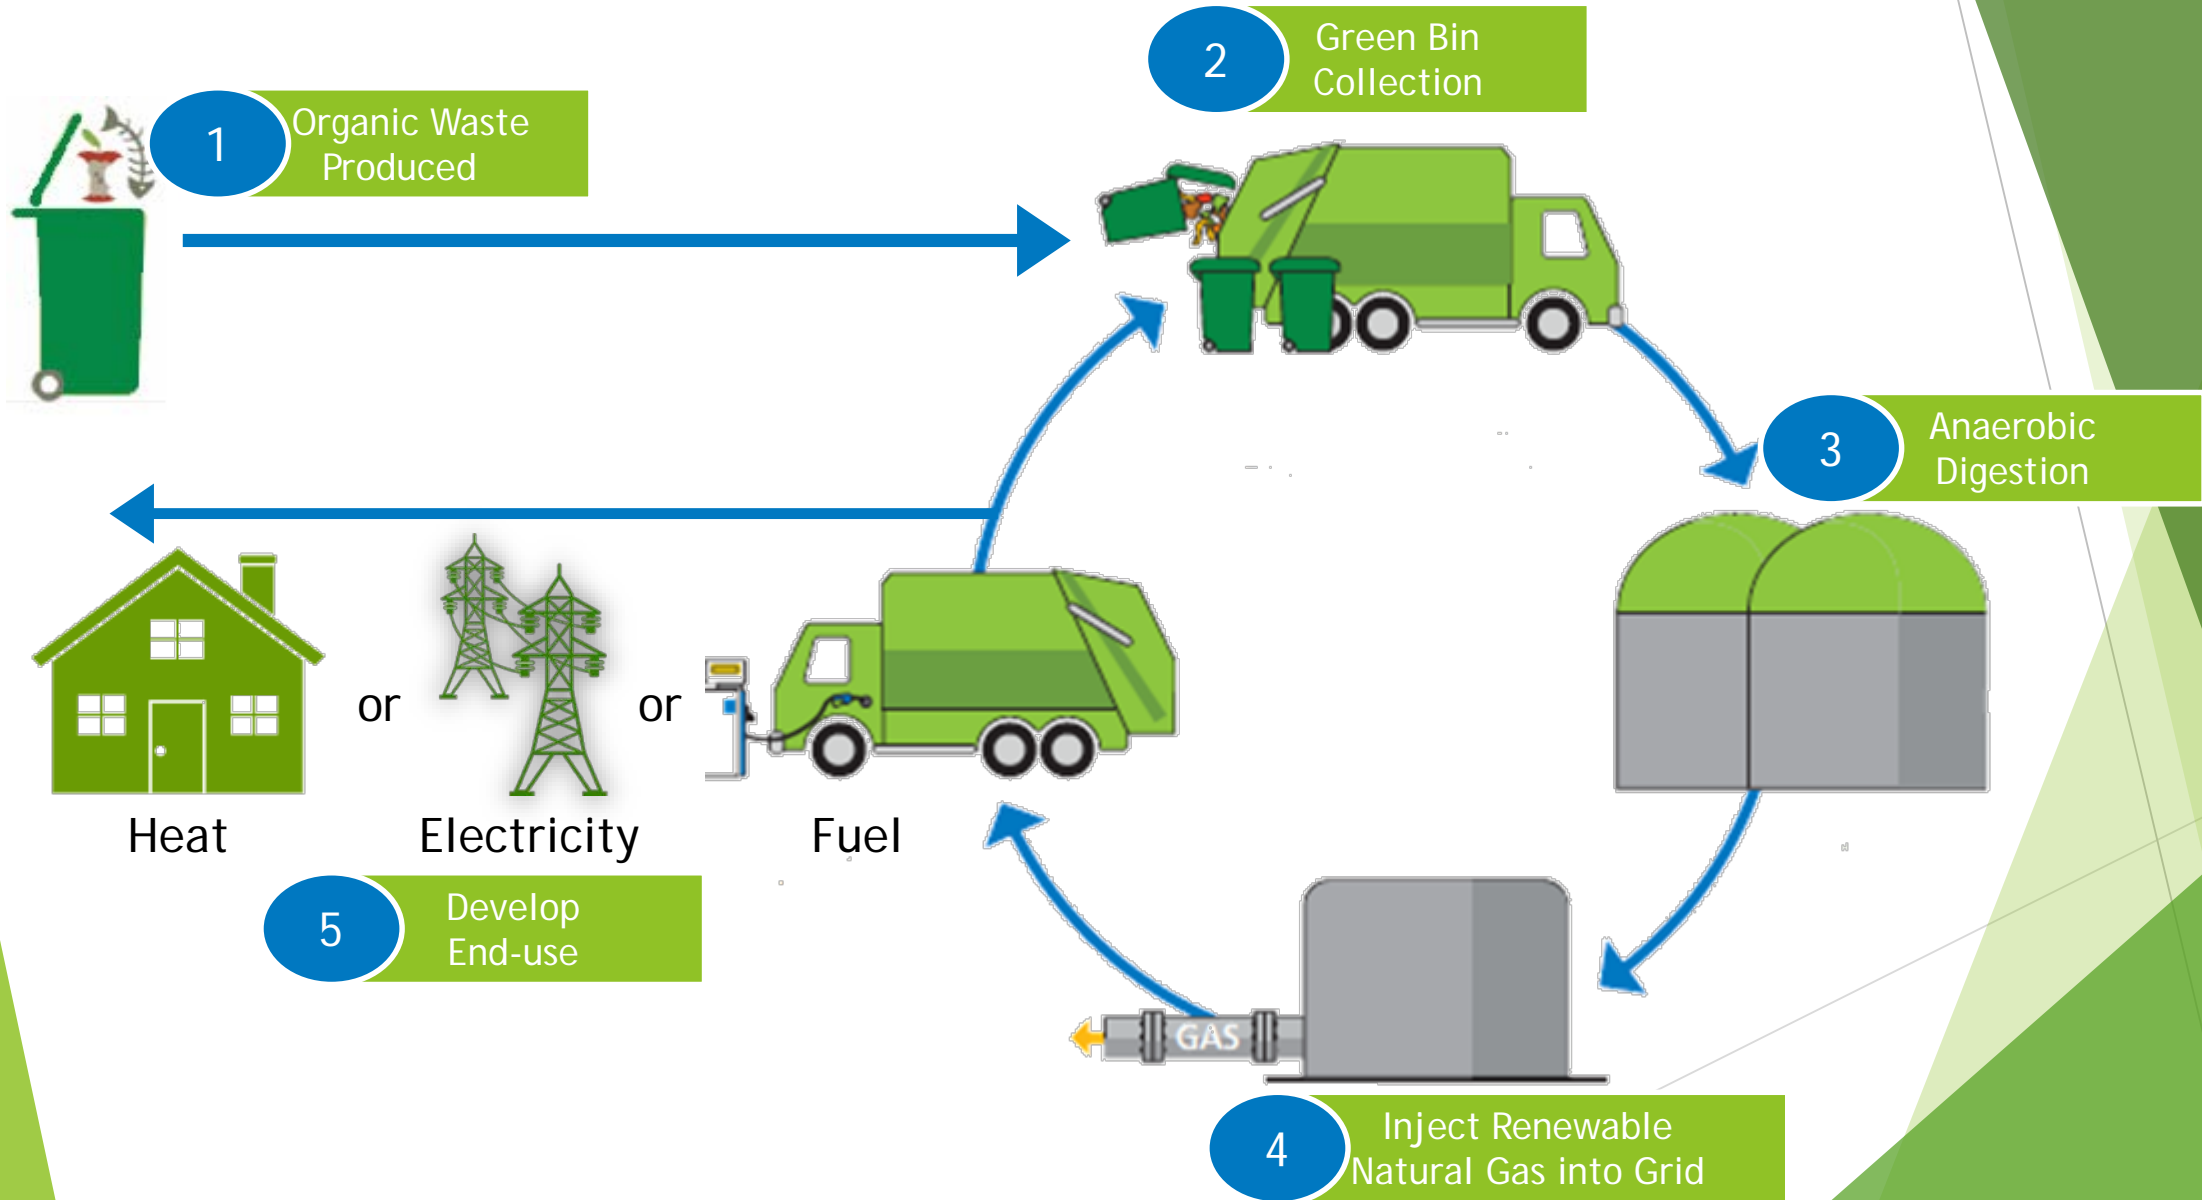 1
Organic Waste
Produced
2
Green Bin
Collection
3
Anaerobic
Digestion
or
or
Heat
Electricity
Fuel
5
Develop
End-use
GAS
4
Inject Renewable
Natural Gas into Grid